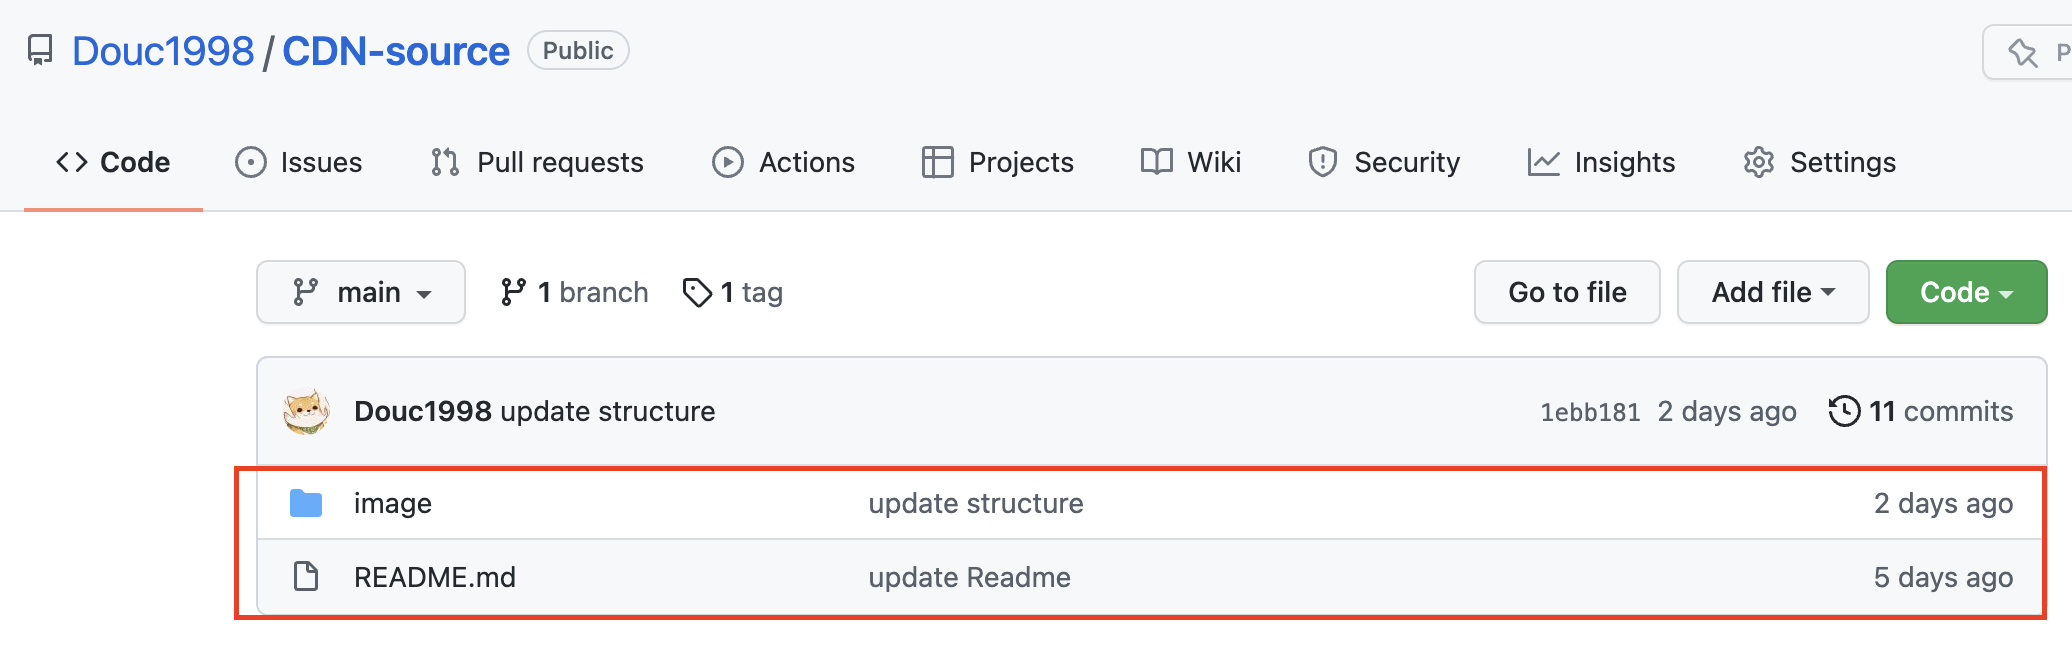 Douc1998 / CDN-source Public P
Code Issues Pull requests Actions Projects Wiki Security Insights Settings
main 1 branch 1 tag Go to file Add file Code
Douc1998 update structure 1ebb181 2 days ago 11 commits
image update structure 2 days ago
README.md update Readme 5 days ago